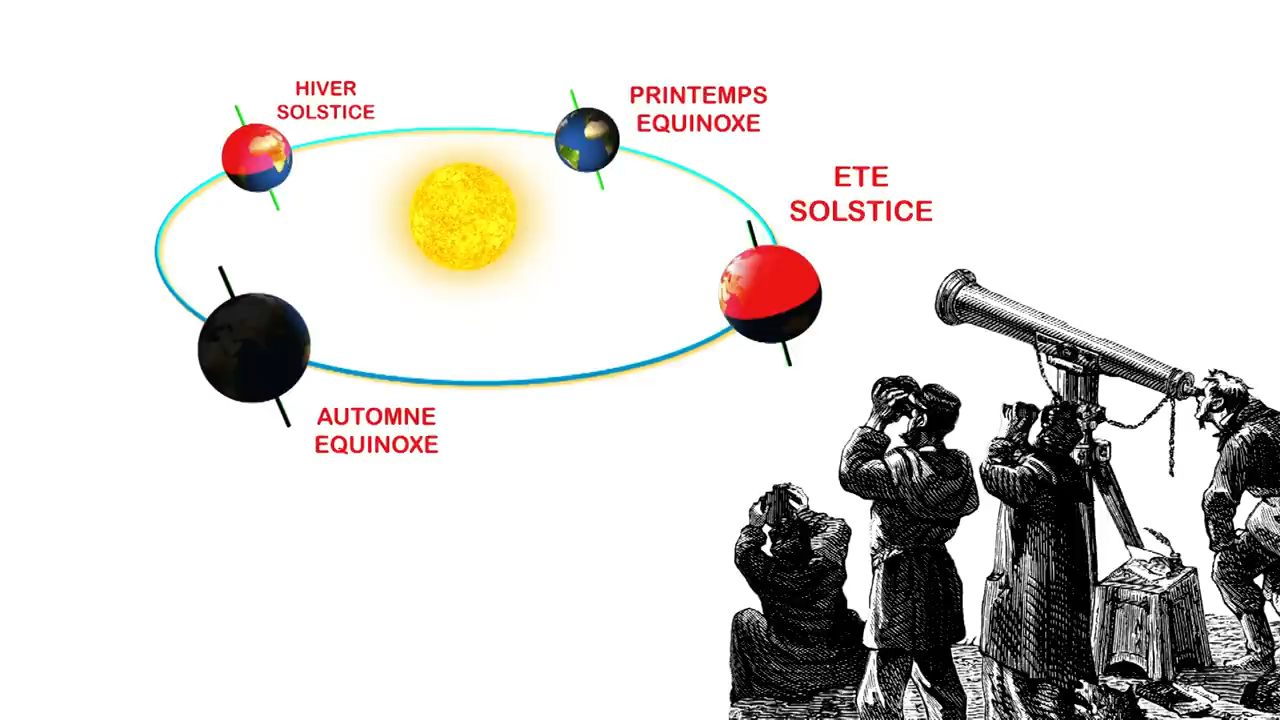 HIVER
SOLSTICE
PRINTEMPS
EQUINOXE
ETE
SOLSTICE
AUTOMNE
EQUINOXE